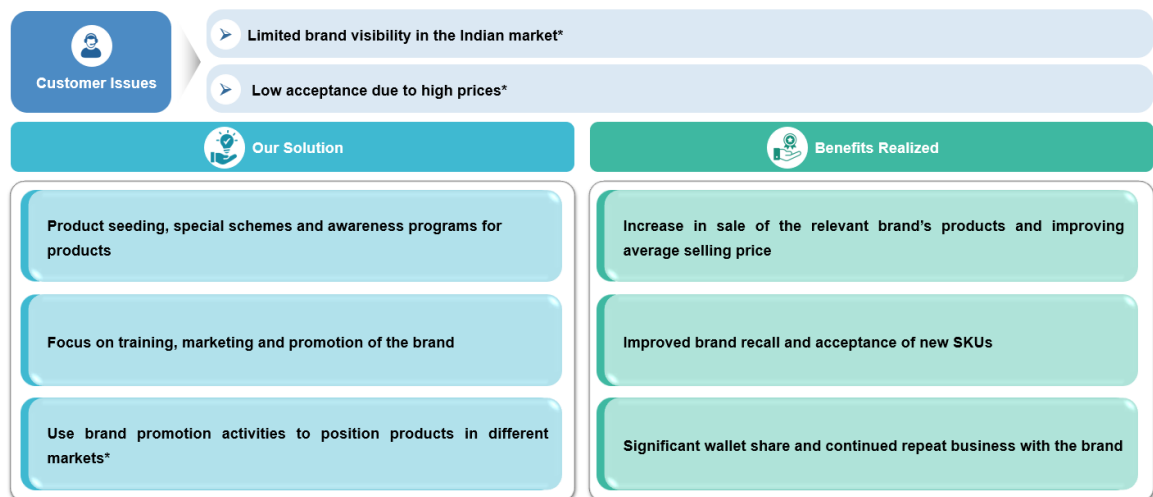 Limited brand visibility in the Indian market*
Customer Issues
Low acceptance due to high prices*
Our Solution
Benefits Realized
Product seeding, special schemes and awareness programs for
products
Focus on training, marketing and promotion of the brand
Use brand promotion activities to position products in different
markets*
Increase in sale of the relevant brand's products and improving
average selling price
Improved brand recall and acceptance of new SKUs
Significant wallet share and continued repeat business with the brand